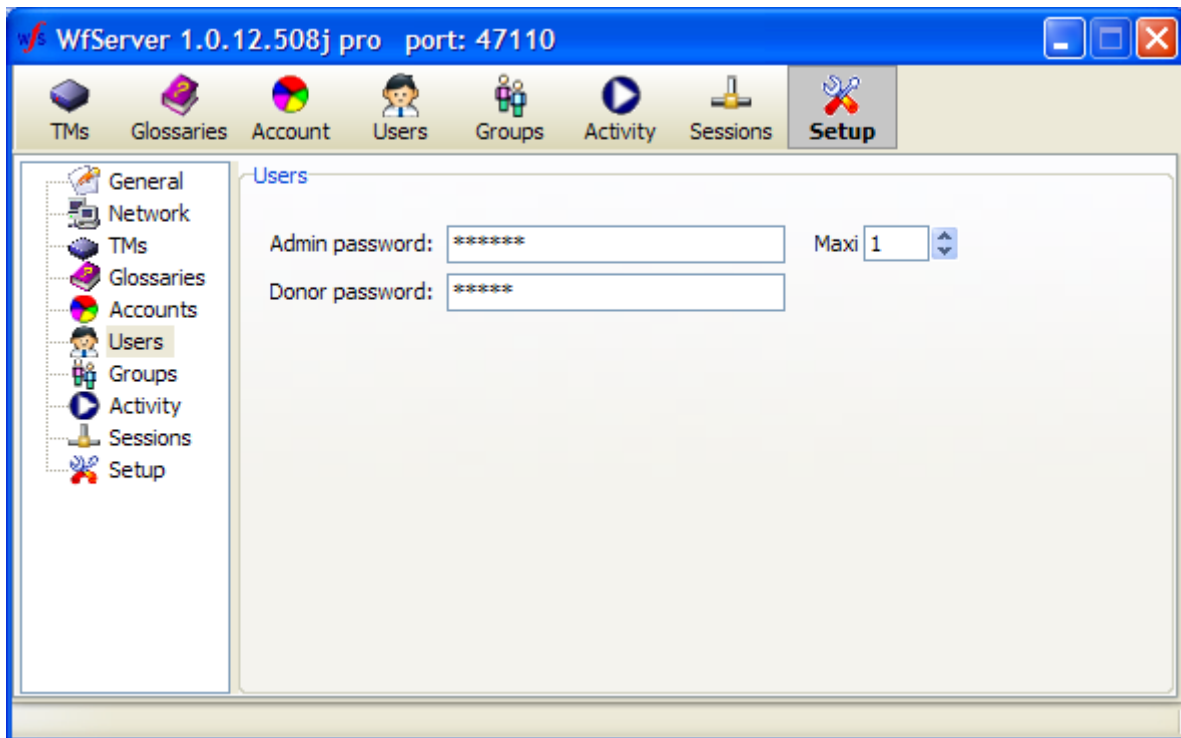 wfs WfServer 1.0.12.508j pro port: 47110
TMs Glossaries Account Users Groups Activity Sessions Setup
General
Network
TMs
Glossaries
Accounts
Users
Groups
Activity
Sessions
Setup
Users
Admin password: ****** Maxi 1
Donor password: *****